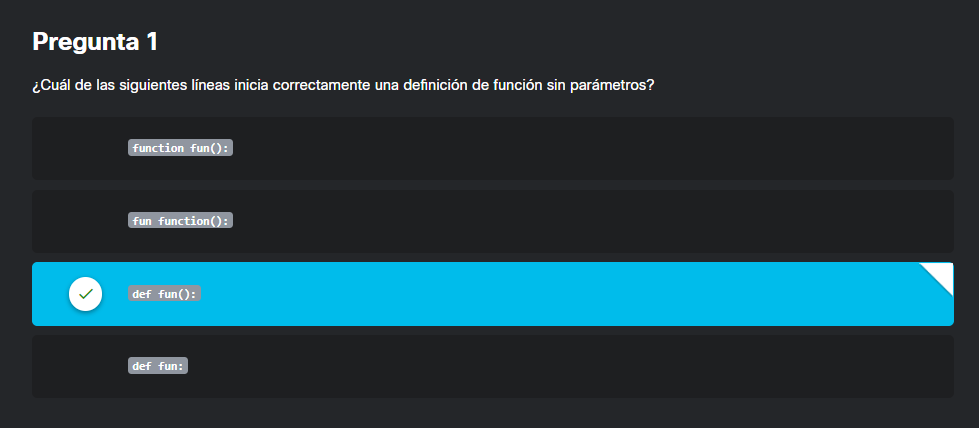 Pregunta 1
¿Cuál de las siguientes líneas inicia correctamente una definición de función sin parámetros?
function fun():
fun function():
def fun():
def fun: